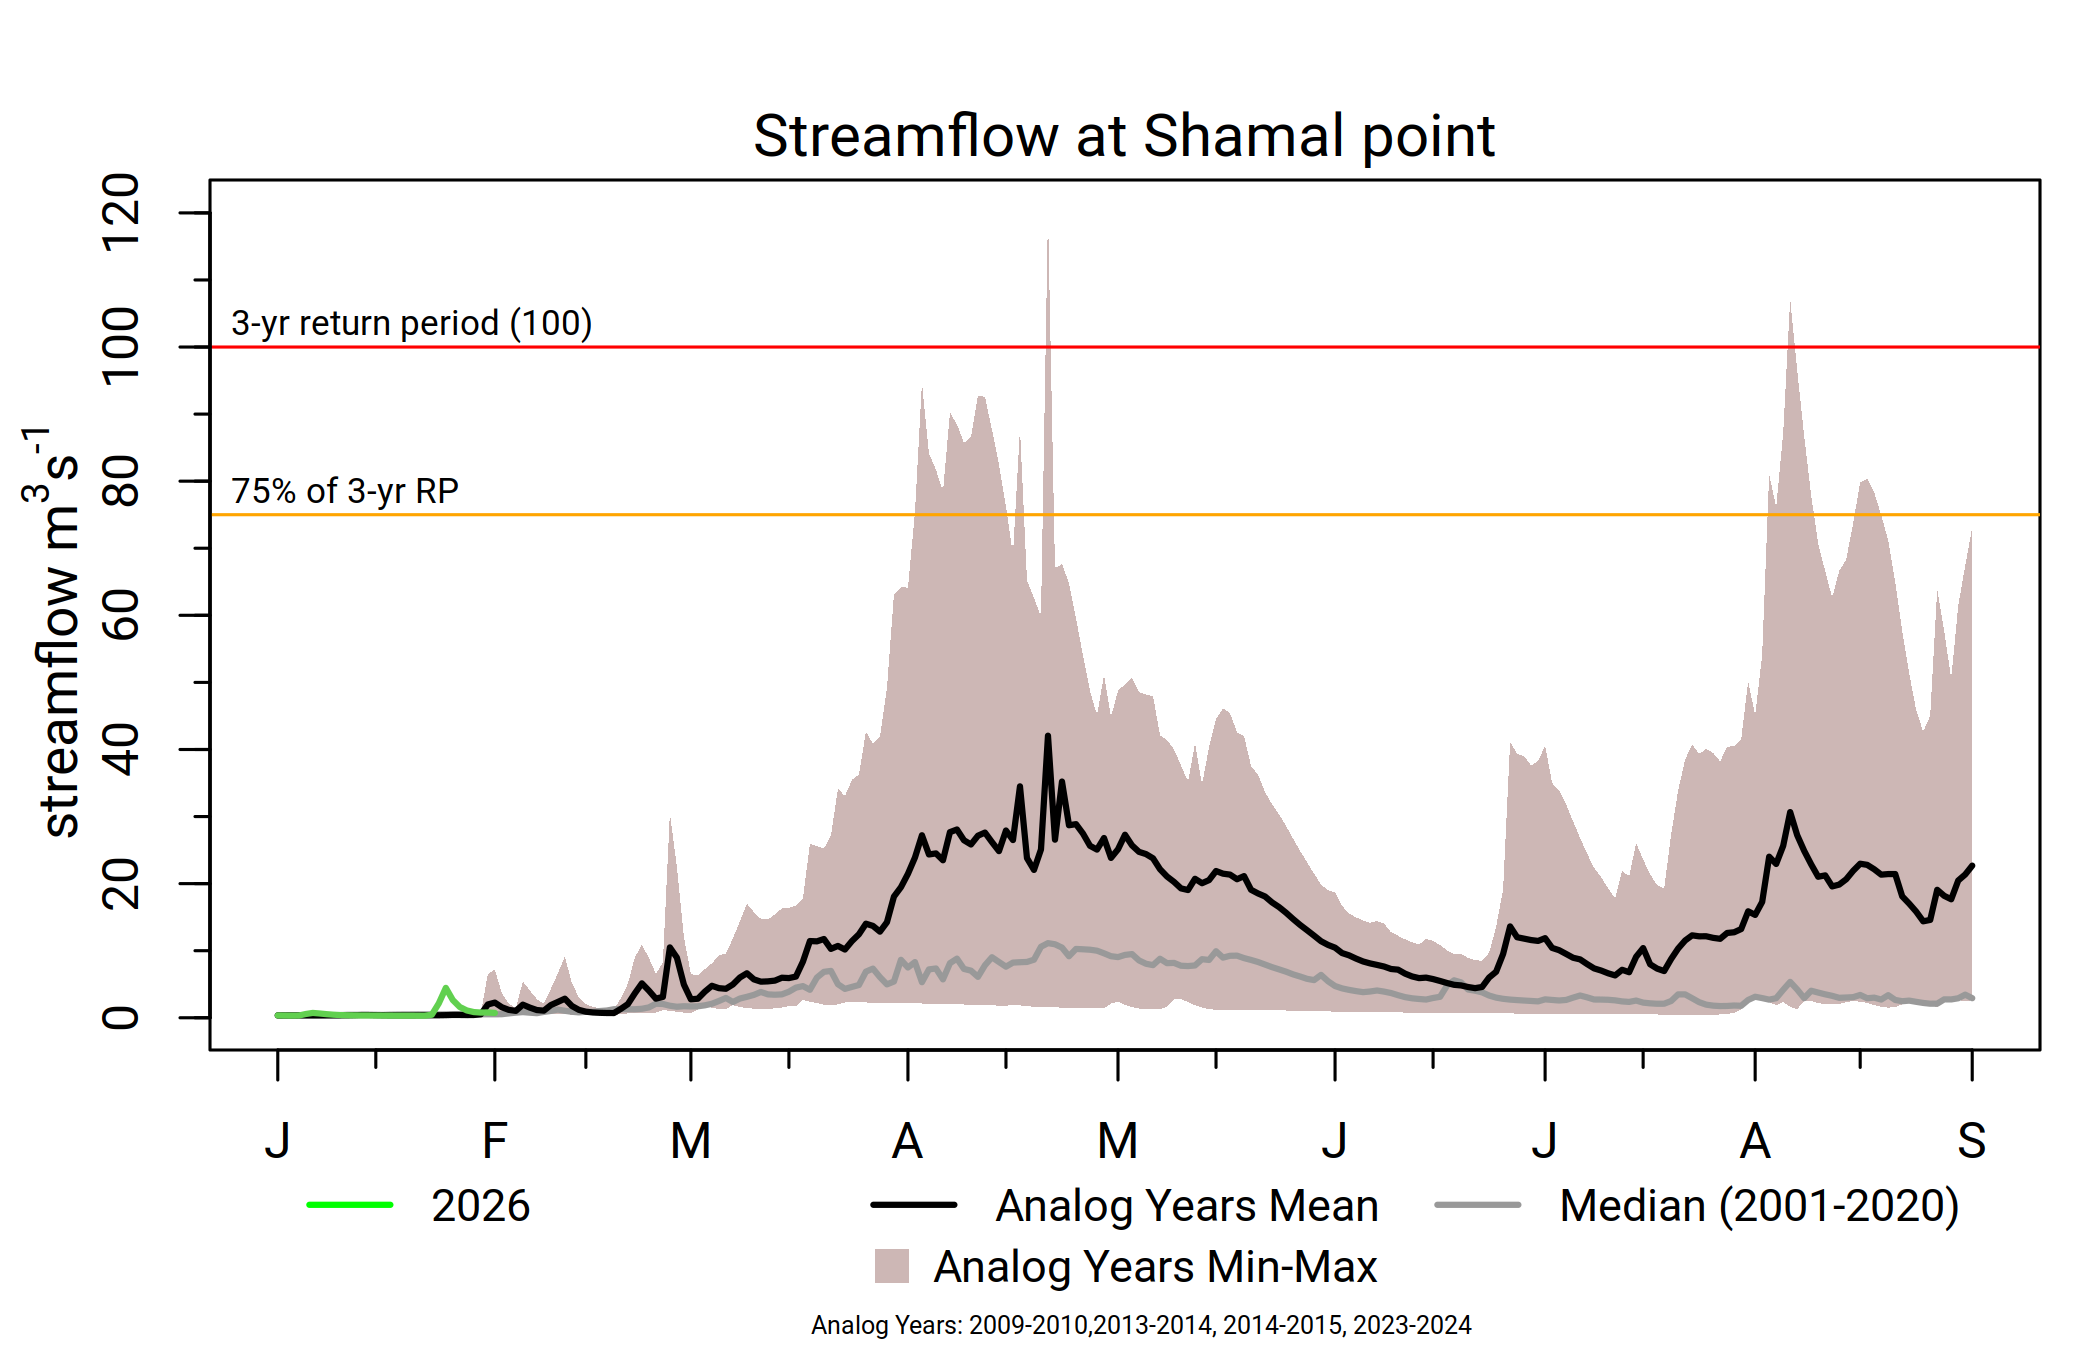 Streamflow at Shamal point
streamflow m³s⁻¹
120
100
80
60
40
20
0
3-yr return period (100)
75% of 3-yr RP
J F M A M J J A S
2026 Analog Years Mean Median (2001-2020)
Analog Years Min-Max
Analog Years: 2009-2010,2013-2014, 2014-2015, 2023-2024